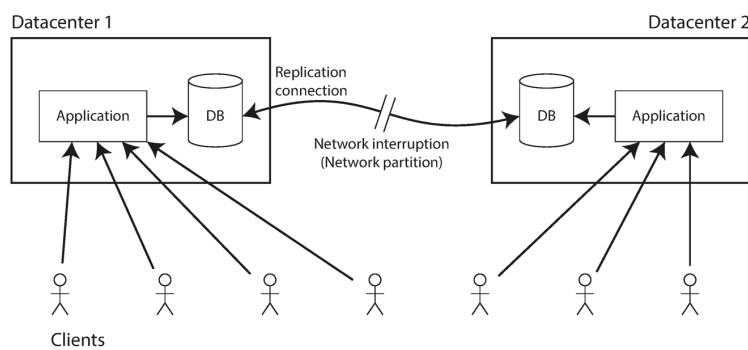 Datacenter 1
Datacenter 2
Replication
connection
Application
DB
DB
Application
Network interruption
(Network partition)
Clients